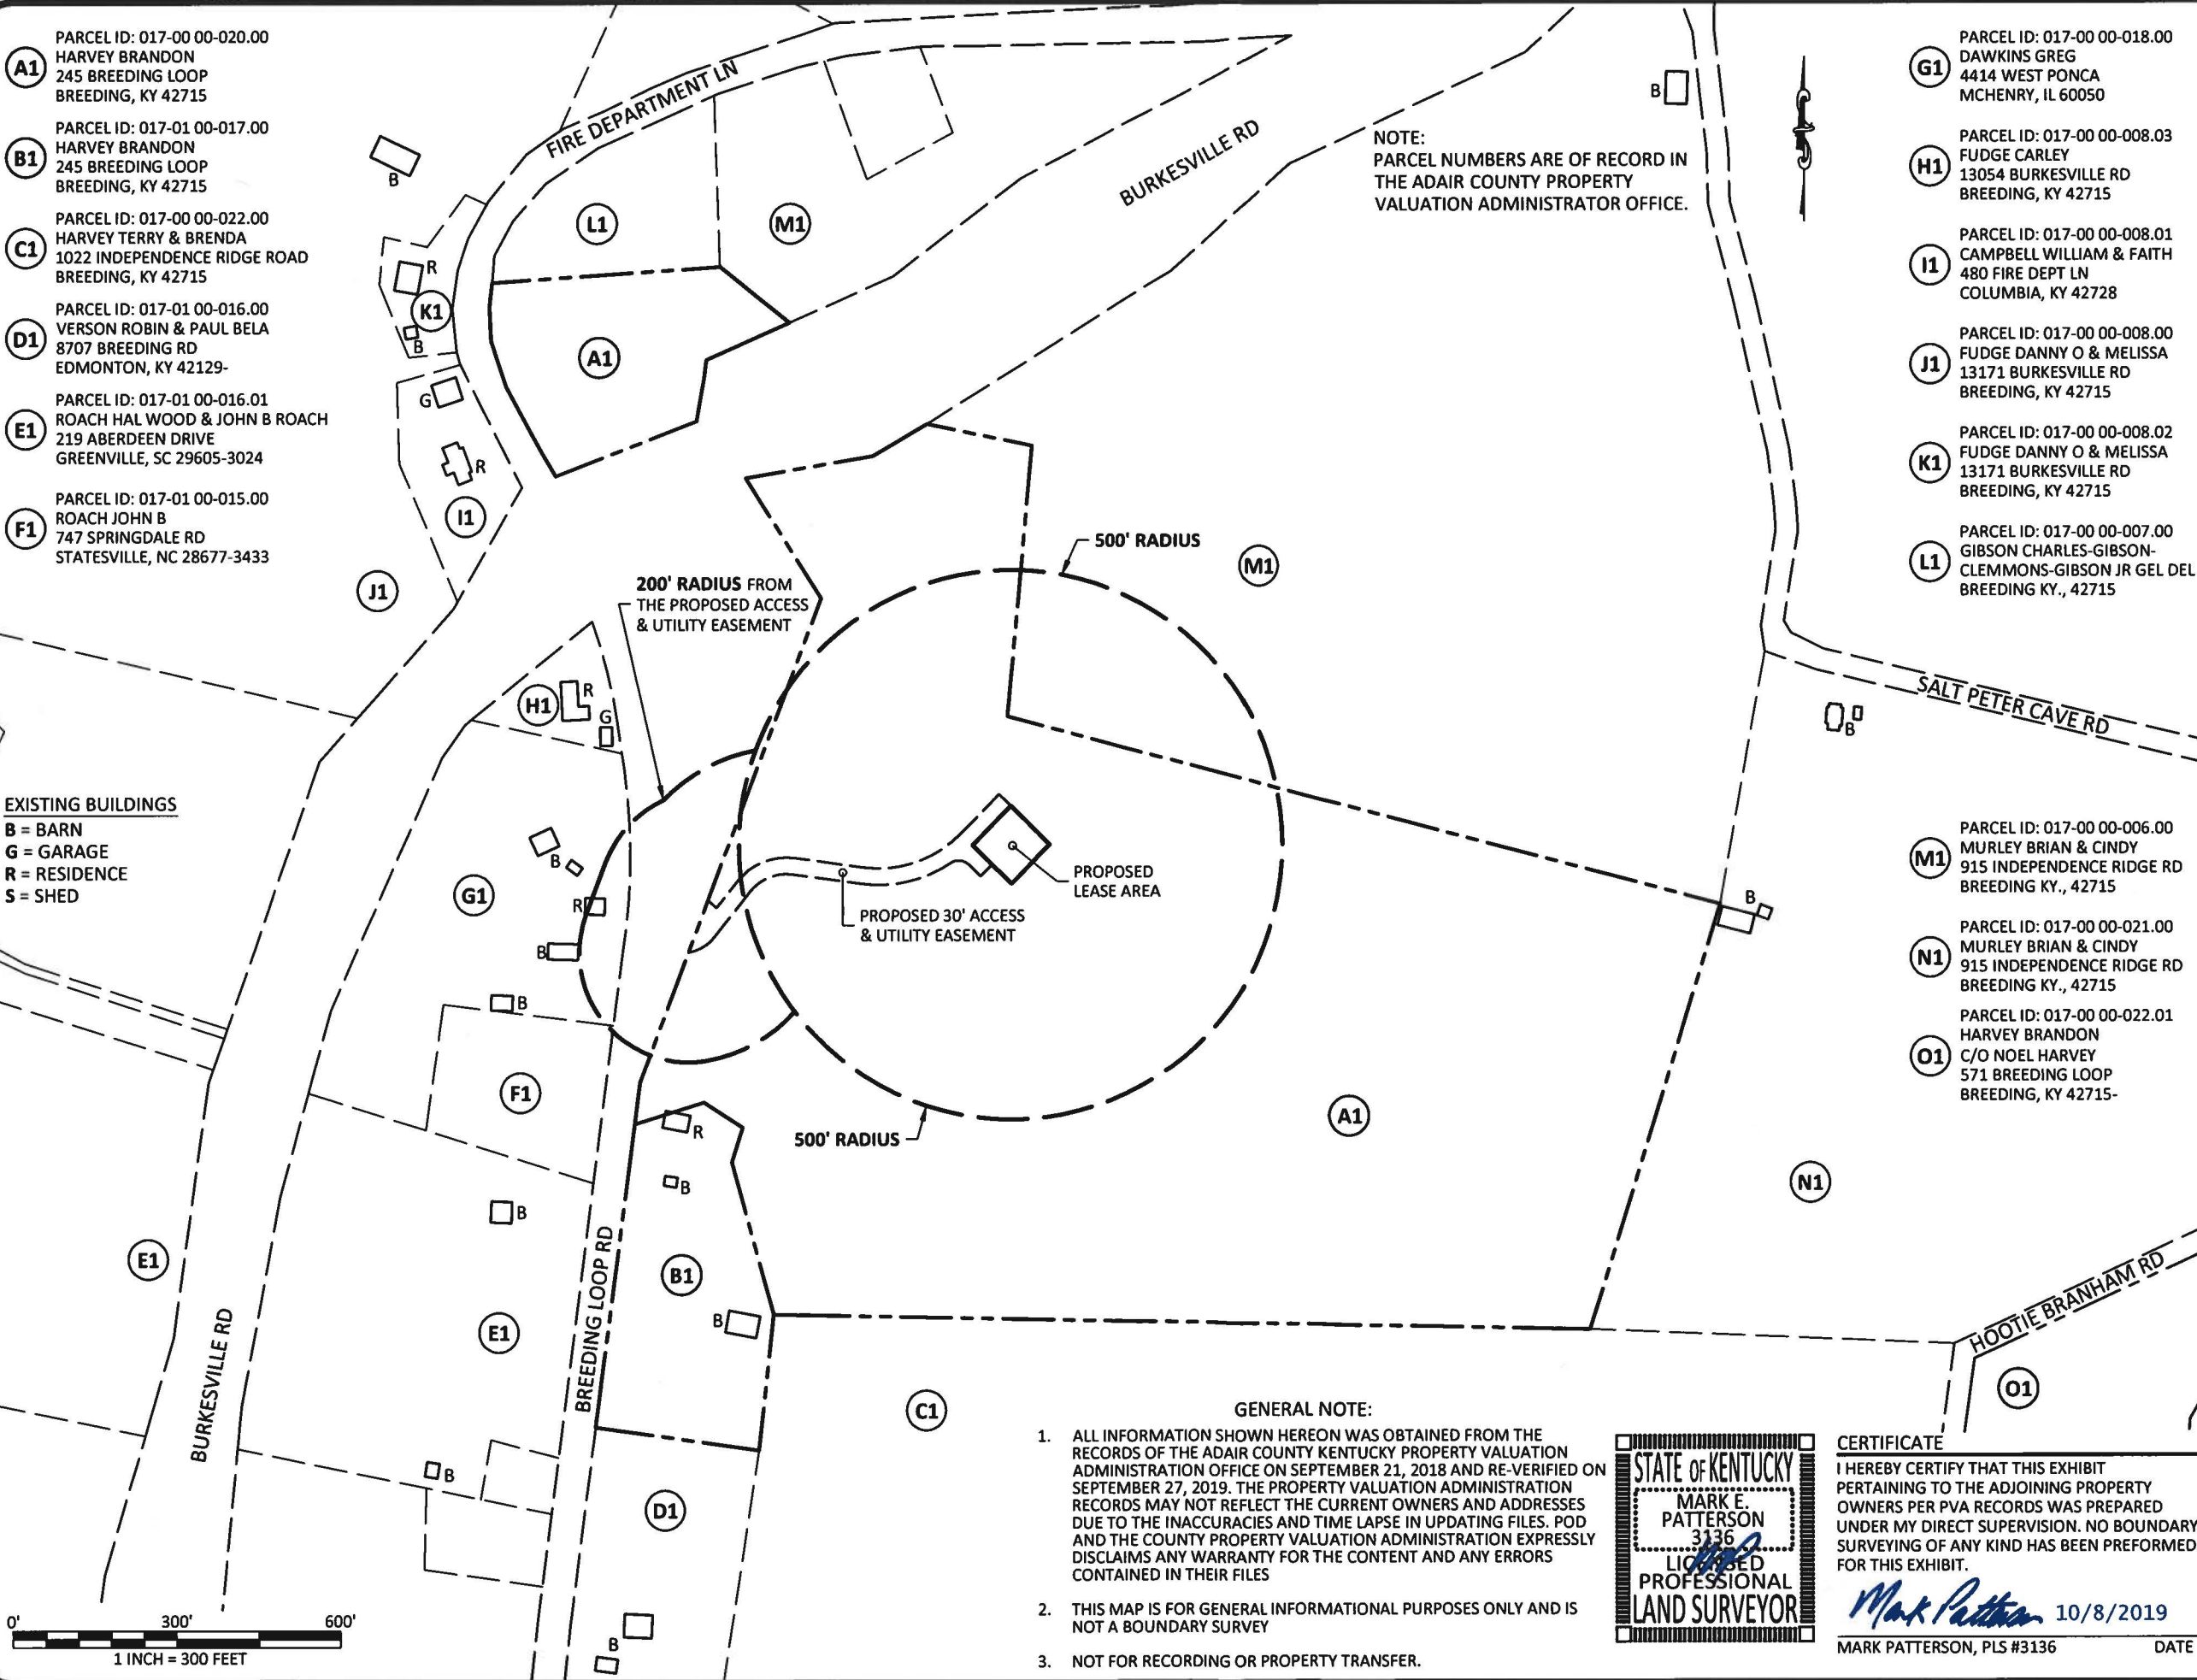 A1
PARCEL ID: 017-00 00-020.00
HARVEY BRANDON
245 BREEDING LOOP
BREEDING, KY 42715
B1
PARCEL ID: 017-01 00-017.00
HARVEY BRANDON
245 BREEDING LOOP
BREEDING, KY 42715
C1
PARCEL ID: 017-00 00-022.00
HARVEY TERRY & BRENDA
1022 INDEPENDENCE RIDGE ROAD
BREEDING, KY 42715
D1
PARCEL ID: 017-01 00-016.00
VERSON ROBIN & PAUL BELA
8707 BREEDING RD
EDMONTON, KY 42129-
E1
PARCEL ID: 017-01 00-016.01
ROACH HAL WOOD & JOHN B ROACH
219 ABERDEEN DRIVE
GREENVILLE, SC 29605-3024
F1
PARCEL ID: 017-01 00-015.00
ROACH JOHN B
747 SPRINGDALE RD
STATESVILLE, NC 28677-3433
EXISTING BUILDINGS
B = BARN
G = GARAGE
R = RESIDENCE
S = SHED
FIRE DEPARTMENT LN
BURKESVILLE RD
B
L1
M1
R
K1
B
A1
G
R
I1
J1
NOTE:
PARCEL NUMBERS ARE OF RECORD IN
THE ADAIR COUNTY PROPERTY
VALUATION ADMINISTRATOR OFFICE.
B
500' RADIUS
M1
200' RADIUS FROM
THE PROPOSED ACCESS
& UTILITY EASEMENT
H1
R
G
SALT PETER CAVE RD
B
B
G1
R
B
PROPOSED
LEASE AREA
PROPOSED 30' ACCESS
& UTILITY EASEMENT
B
B
F1
500' RADIUS
A1
R
B
B
N1
E1
E1
B1
B
BREEDING LOOP RD
BURKESVILLE RD
HOOTIE BRANHAM RD
O1
C1
B
D1
B
G1
PARCEL ID: 017-00 00-018.00
DAWKINS GREG
4414 WEST PONCA
MCHENRY, IL 60050
H1
PARCEL ID: 017-00 00-008.03
FUDGE CARLEY
13054 BURKESVILLE RD
BREEDING, KY 42715
I1
PARCEL ID: 017-00 00-008.01
CAMPBELL WILLIAM & FAITH
480 FIRE DEPT LN
COLUMBIA, KY 42728
J1
PARCEL ID: 017-00 00-008.00
FUDGE DANNY O & MELISSA
13171 BURKESVILLE RD
BREEDING, KY 42715
K1
PARCEL ID: 017-00 00-008.02
FUDGE DANNY O & MELISSA
13171 BURKESVILLE RD
BREEDING, KY 42715
L1
PARCEL ID: 017-00 00-007.00
GIBSON CHARLES-GIBSON-
CLEMMONS-GIBSON JR GEL DEL
BREEDING KY., 42715
M1
PARCEL ID: 017-00 00-006.00
MURLEY BRIAN & CINDY
915 INDEPENDENCE RIDGE RD
BREEDING KY., 42715
N1
PARCEL ID: 017-00 00-021.00
MURLEY BRIAN & CINDY
915 INDEPENDENCE RIDGE RD
BREEDING KY., 42715
O1
PARCEL ID: 017-00 00-022.01
HARVEY BRANDON
C/O NOEL HARVEY
571 BREEDING LOOP
BREEDING, KY 42715-
0' 300' 600'
1 INCH = 300 FEET
GENERAL NOTE:
1. ALL INFORMATION SHOWN HEREON WAS OBTAINED FROM THE
RECORDS OF THE ADAIR COUNTY KENTUCKY PROPERTY VALUATION
ADMINISTRATION OFFICE ON SEPTEMBER 21, 2018 AND RE-VERIFIED ON
SEPTEMBER 27, 2019. THE PROPERTY VALUATION ADMINISTRATION
RECORDS MAY NOT REFLECT THE CURRENT OWNERS AND ADDRESSES
DUE TO THE INACCURACIES AND TIME LAPSE IN UPDATING FILES. POD
AND THE COUNTY PROPERTY VALUATION ADMINISTRATION EXPRESSLY
DISCLAIMS ANY WARRANTY FOR THE CONTENT AND ANY ERRORS
CONTAINED IN THEIR FILES
2. THIS MAP IS FOR GENERAL INFORMATIONAL PURPOSES ONLY AND IS
NOT A BOUNDARY SURVEY
3. NOT FOR RECORDING OR PROPERTY TRANSFER.
STATE OF KENTUCKY
MARK E.
PATTERSON
3136
LICENSED
PROFESSIONAL
LAND SURVEYOR
CERTIFICATE
I HEREBY CERTIFY THAT THIS EXHIBIT
PERTAINING TO THE ADJOINING PROPERTY
OWNERS PER PVA RECORDS WAS PREPARED
UNDER MY DIRECT SUPERVISION. NO BOUNDARY
SURVEYING OF ANY KIND HAS BEEN PREFORMED
FOR THIS EXHIBIT.
Mark Patterson 10/8/2019
MARK PATTERSON, PLS #3136 DATE